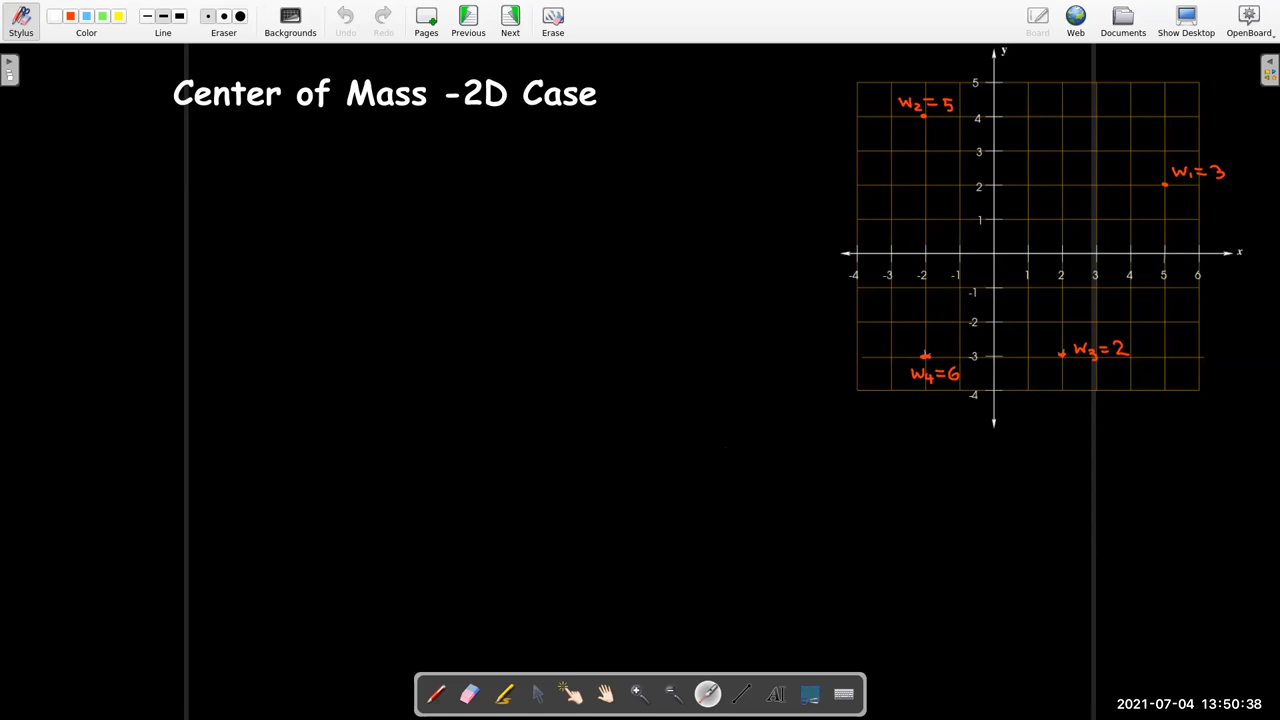 Stylus Color Line Eraser Backgrounds Undo Redo Pages Previous Next Erase Board Web Documents Show Desktop OpenBoard
Center of Mass -2D Case
y
5
w₂=5
4
3
w₁=3
2
1
x
-4 -3 -2 -1 1 2 3 4 5 6
-1
-2
-3
w₃=2
w₄=6
-4
AI
2021-07-04 13:50:38